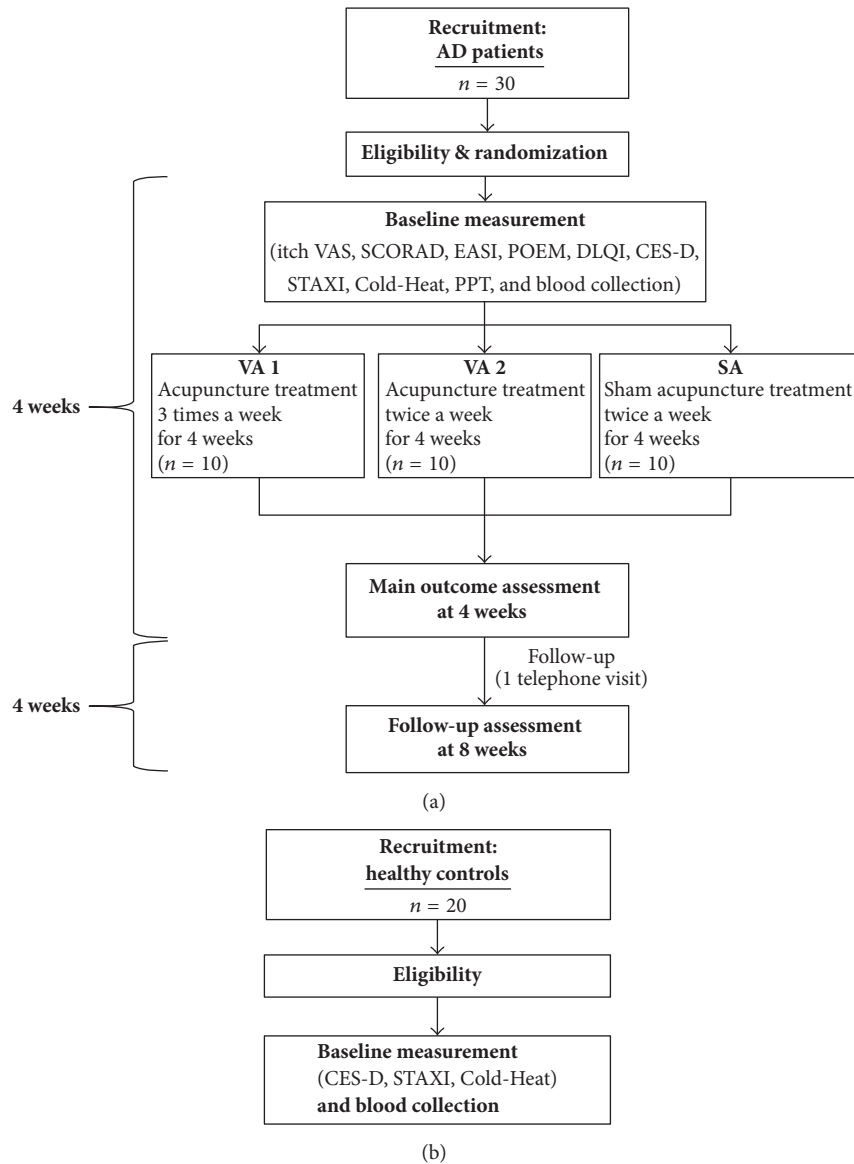 Recruitment:
AD patients
n = 30
Eligibility & randomization
Baseline measurement
(itch VAS, SCORAD, EASI, POEM, DLQI, CES-D,
STAXI, Cold-Heat, PPT, and blood collection)
4 weeks
VA 1
Acupuncture treatment
3 times a week
for 4 weeks
(n = 10)
VA 2
Acupuncture treatment
twice a week
for 4 weeks
(n = 10)
SA
Sham acupuncture treatment
twice a week
for 4 weeks
(n = 10)
Main outcome assessment
at 4 weeks
Follow-up
(1 telephone visit)
4 weeks
Follow-up assessment
at 8 weeks
(a)
Recruitment:
healthy controls
n = 20
Eligibility
Baseline measurement
(CES-D, STAXI, Cold-Heat)
and blood collection
(b)